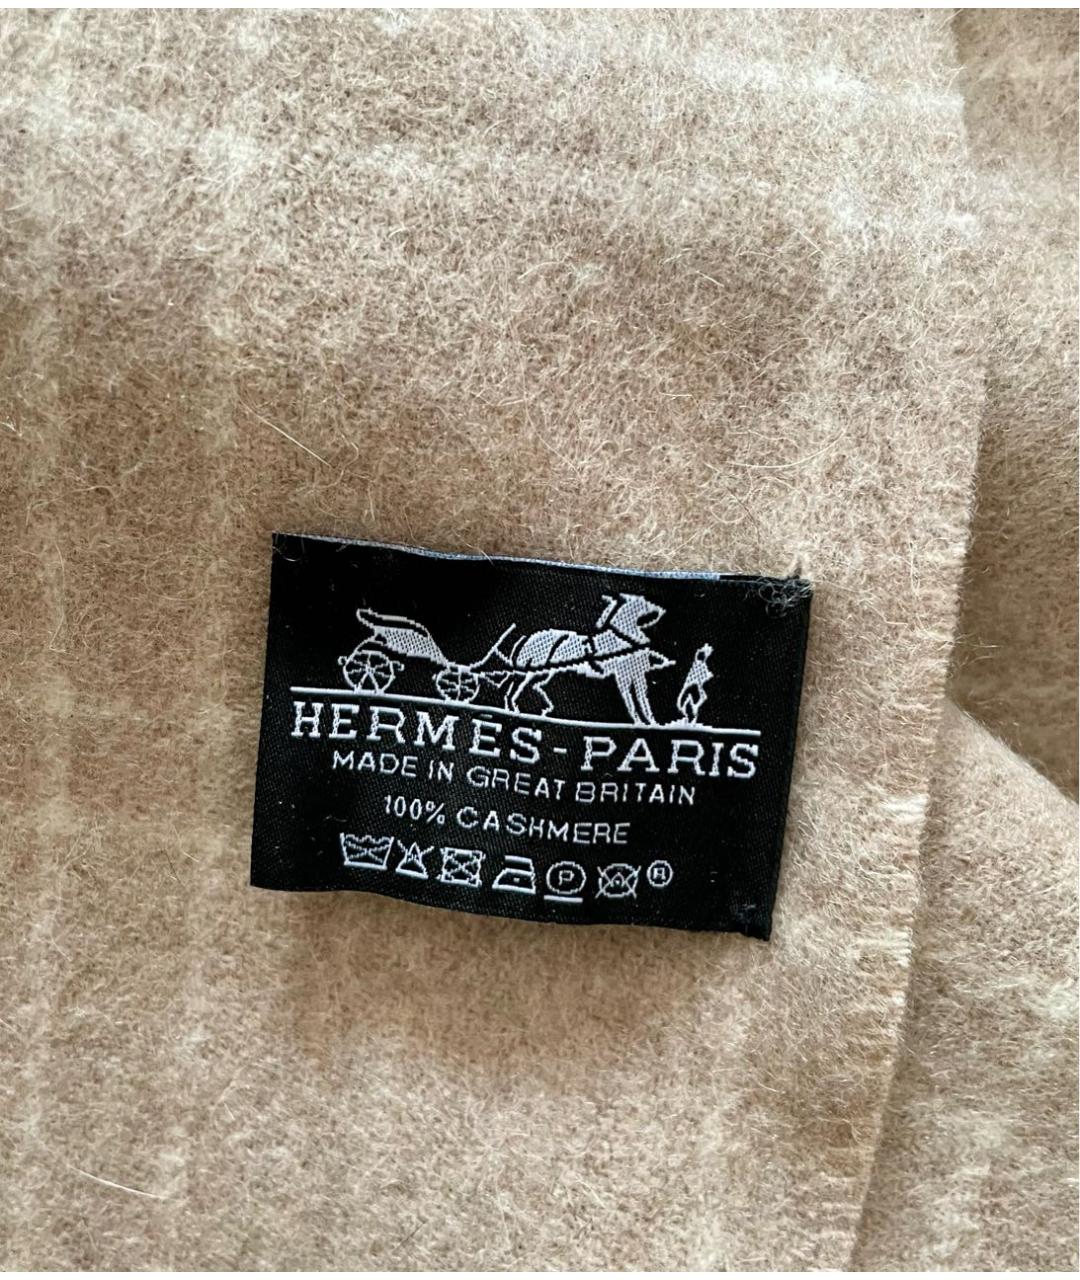 HERMÈS-PARIS
MADE IN GREAT BRITAIN
100% CASHMERE
P A ®